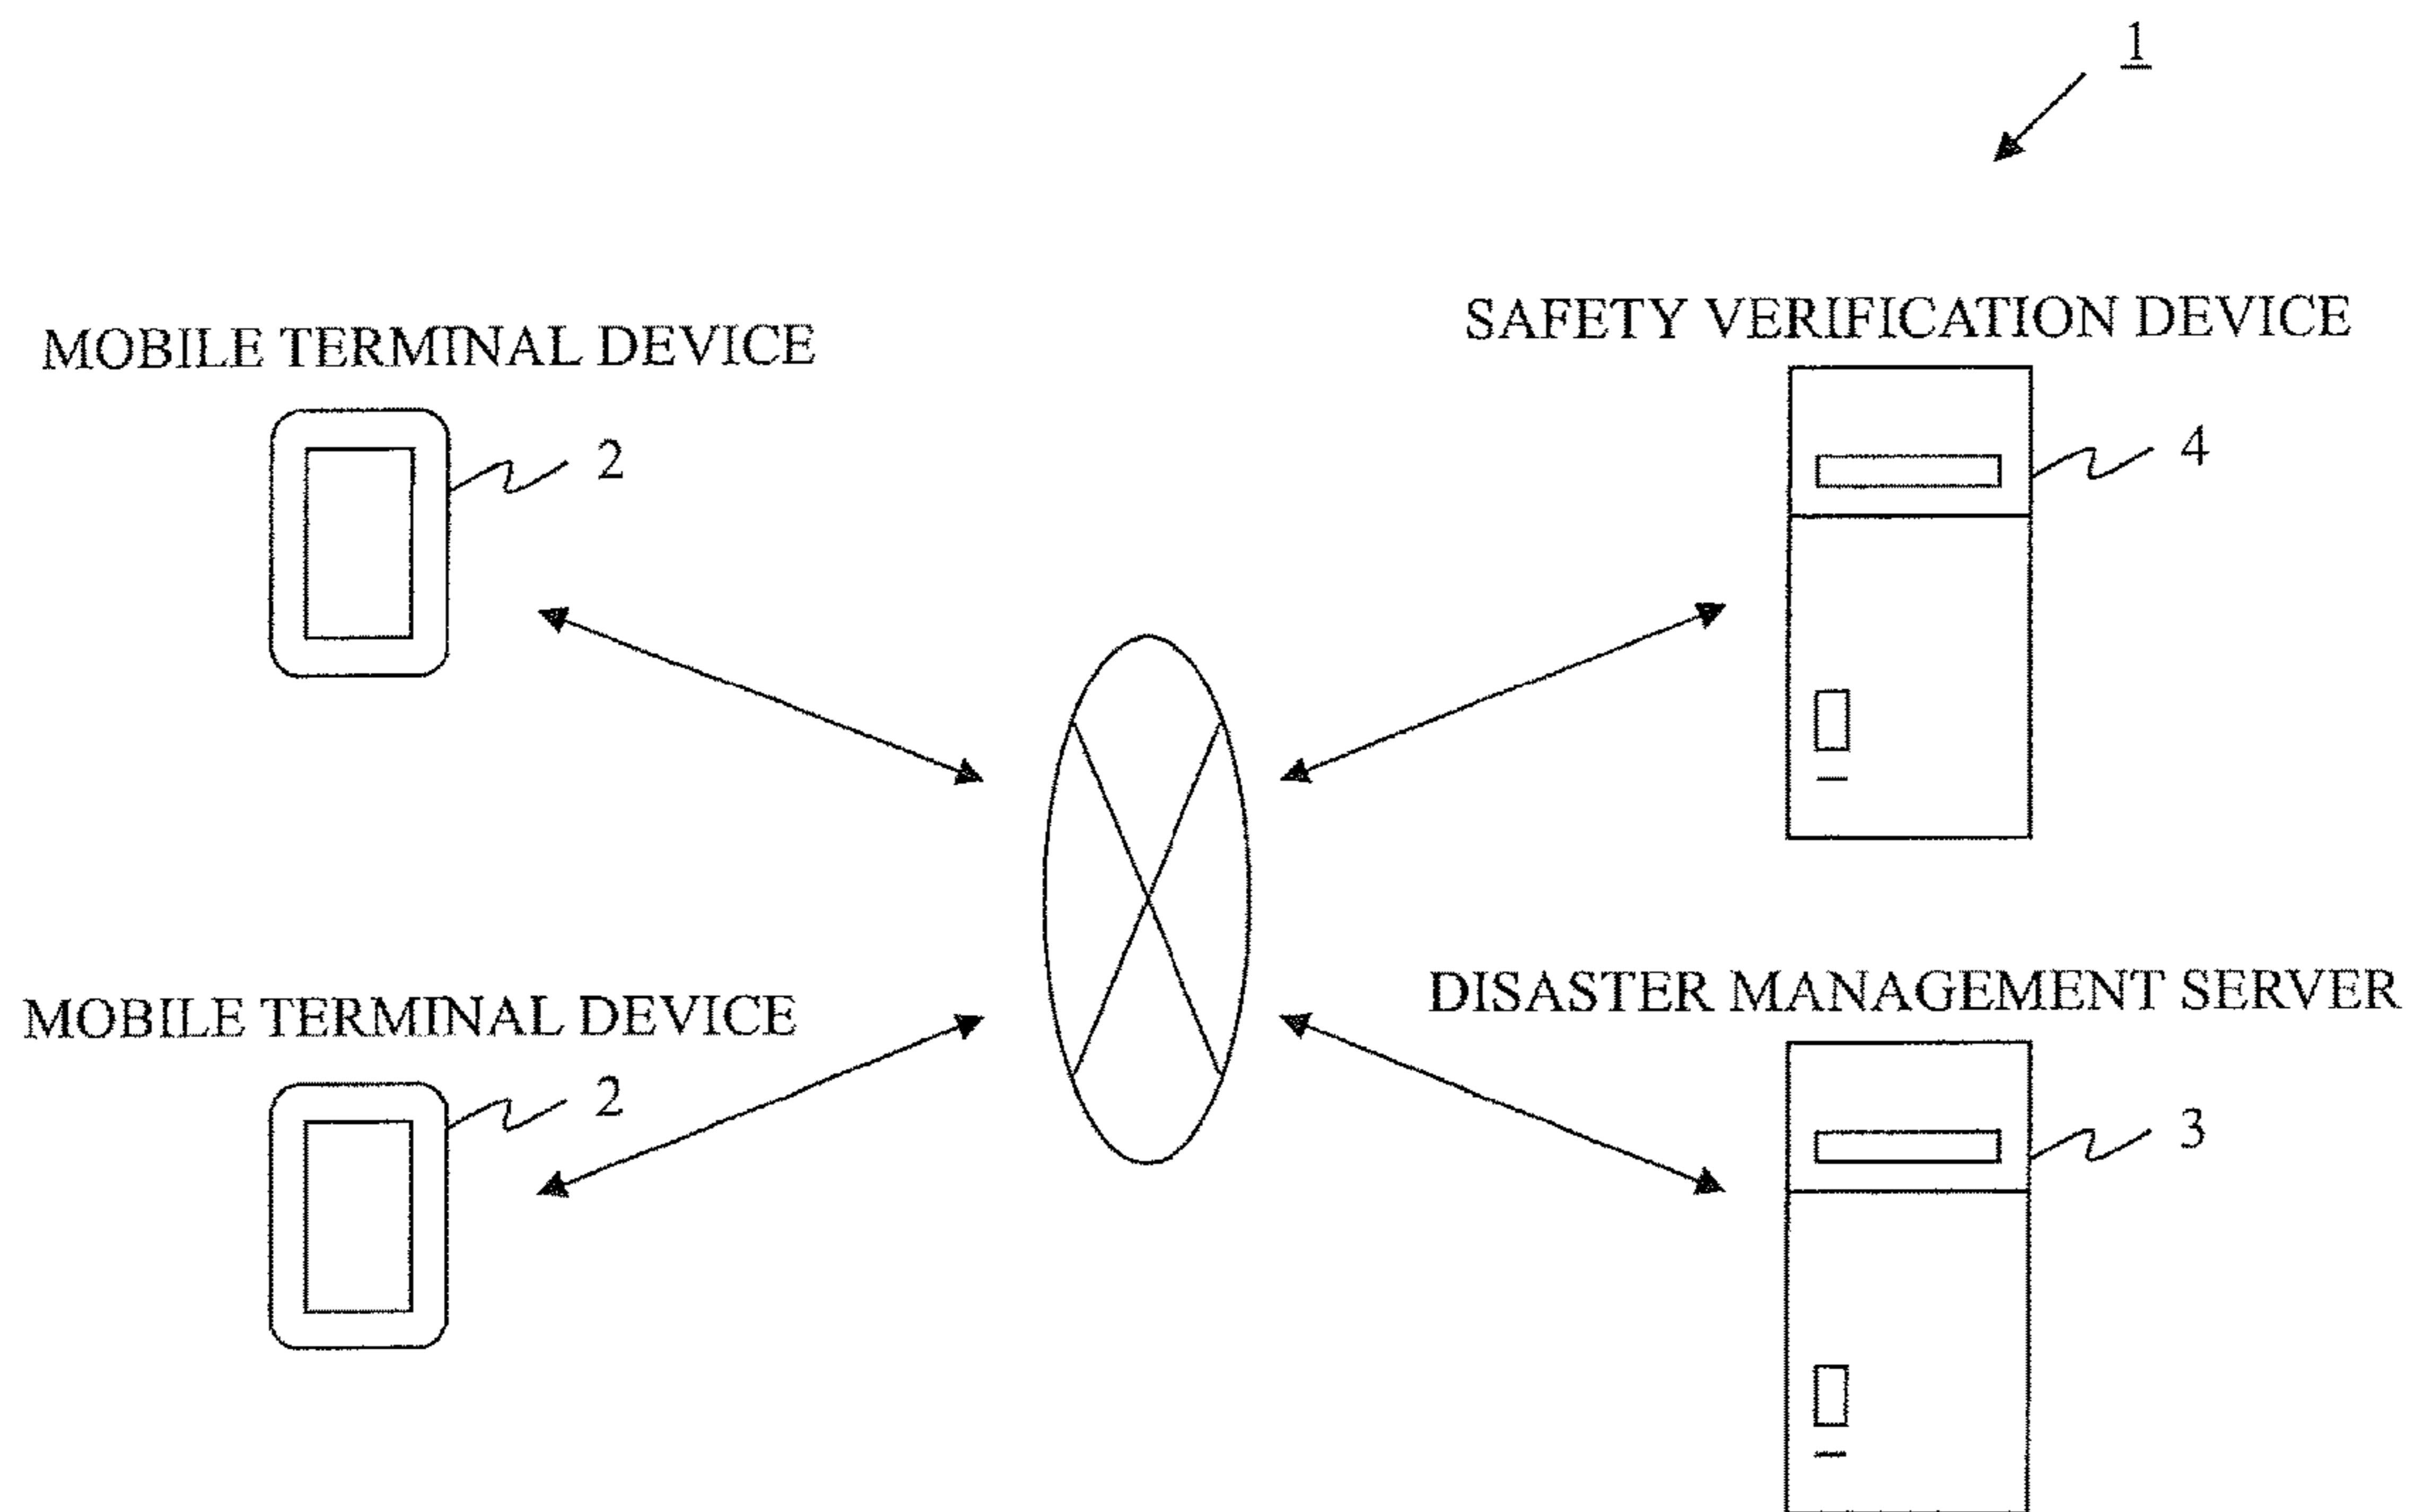 1
SAFETY VERIFICATION DEVICE
MOBILE TERMINAL DEVICE
4
2
DISASTER MANAGEMENT SERVER
MOBILE TERMINAL DEVICE
2
3